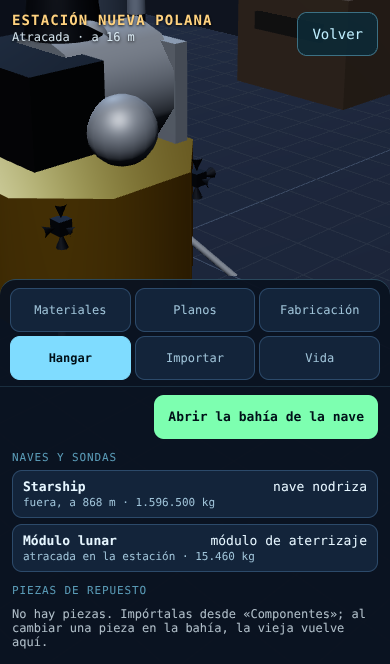 ESTACIÓN NUEVA POLANA
Atracada · a 16 m
Volver
Materiales
Planos
Fabricación
Hangar
Importar
Vida
Abrir la bahía de la nave
NAVES Y SONDAS
Starship nave nodriza
fuera, a 868 m · 1.596.500 kg
Módulo lunar módulo de aterrizaje
atracada en la estación · 15.460 kg
PIEZAS DE REPUESTO
No hay piezas. Impórtalas desde «Componentes»; al
cambiar una pieza en la bahía, la vieja vuelve
aquí.